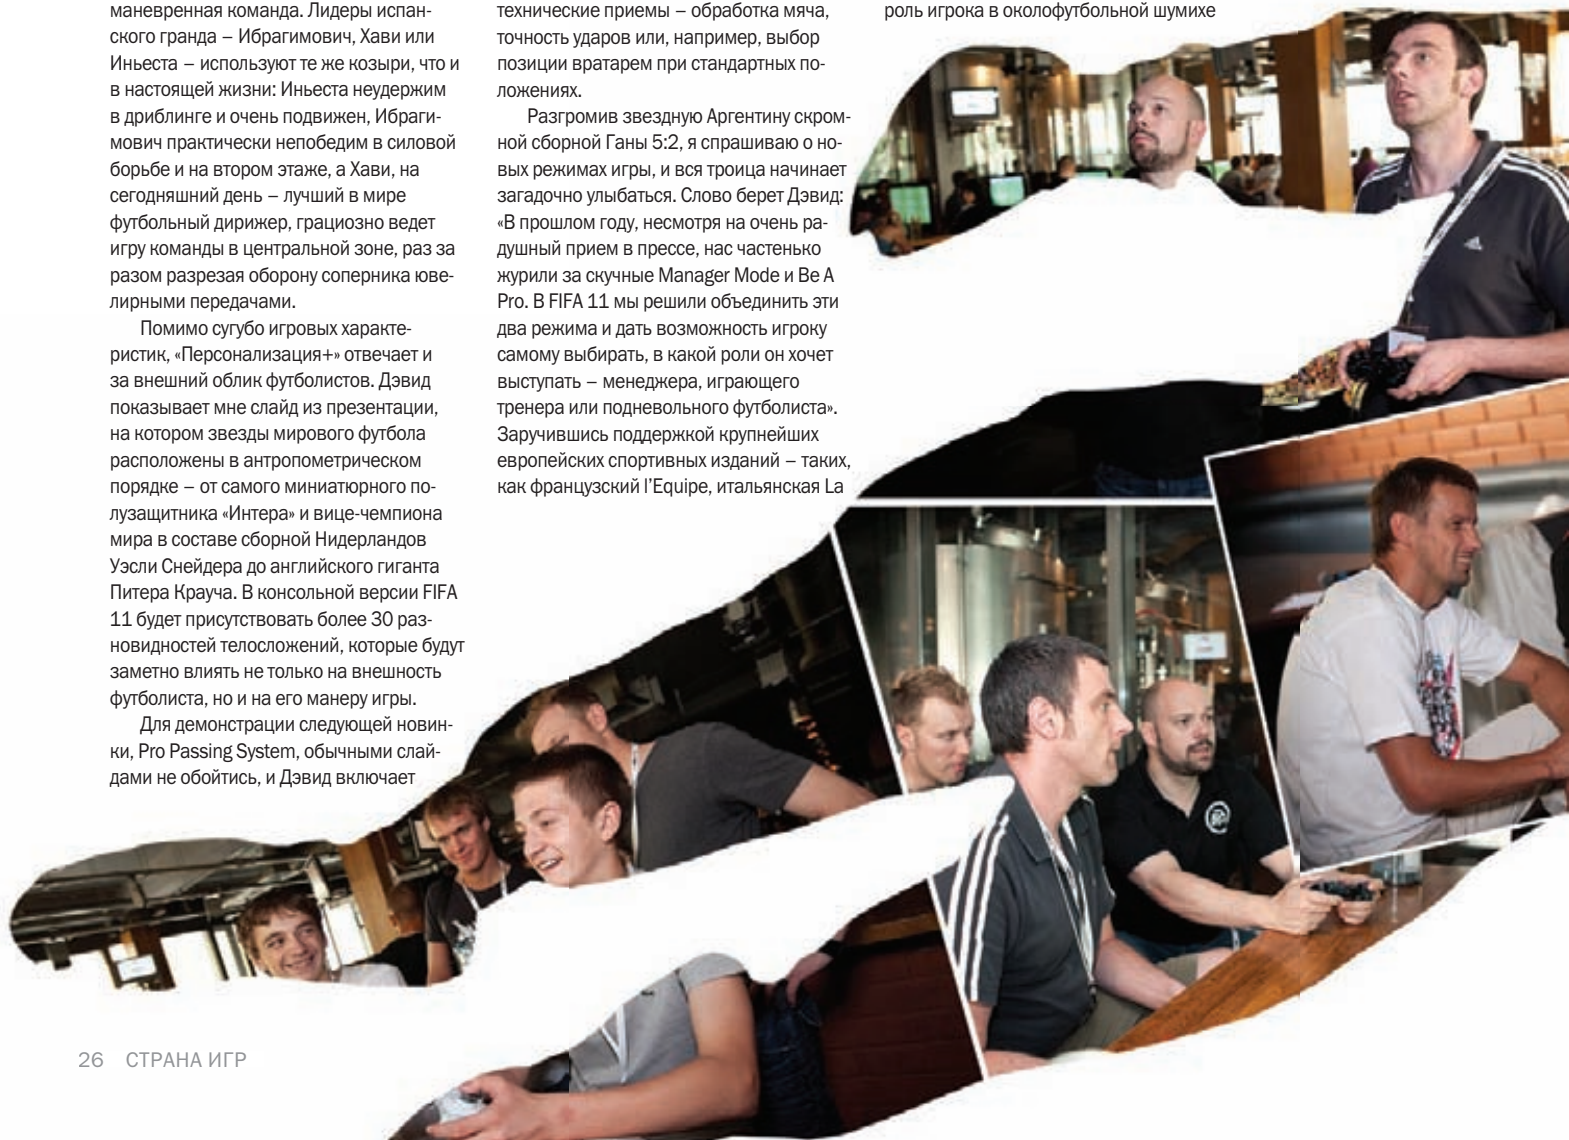 маневренная команда. Лидеры испан-
ского гранда – Ибрагимович, Хави или
Иньеста – используют те же козыри, что и
в настоящей жизни: Иньеста неудержим
в дриблинге и очень подвижен, Ибраги-
мович практически непобедим в силовой
борьбе и на втором этаже, а Хави, на
сегодняшний день – лучший в мире
футбольный дирижер, грациозно ведет
игру команды в центральной зоне, раз за
разом разрезая оборону соперника юве-
лирными передачами.
Помимо сугубо игровых характе-
ристик, «Персонализация+» отвечает и
за внешний облик футболистов. Дэвид
показывает мне слайд из презентации,
на котором звезды мирового футбола
расположены в антропометрическом
порядке – от самого миниатюрного по-
лузащитника «Интера» и вице-чемпиона
мира в составе сборной Нидерландов
Уэсли Снейдера до английского гиганта
Питера Крауча. В консольной версии FIFA
11 будет присутствовать более 30 раз-
новидностей телосложений, которые будут
заметно влиять не только на внешность
футболиста, но и на его манеру игры.
Для демонстрации следующей новин-
ки, Pro Passing System, обычными слай-
дами не обойтись, и Дэвид включает
технические приемы – обработка мяча,
точность ударов или, например, выбор
позиции вратарем при стандартных по-
ложениях.
Разгромив звездную Аргентину скром-
ной сборной Ганы 5:2, я спрашиваю о но-
вых режимах игры, и вся троица начинает
загадочно улыбаться. Слово берет Дэвид:
«В прошлом году, несмотря на очень ра-
душный прием в прессе, нас частенько
журили за скучные Manager Mode и Be A
Pro. В FIFA 11 мы решили объединить эти
два режима и дать возможность игроку
самому выбирать, в какой роли он хочет
выступать – менеджера, играющего
тренера или подневольного футболиста».
Заручившись поддержкой крупнейших
европейских спортивных изданий – таких,
как французский l'Equipe, итальянская La
роль игрока в околофутбольной шумихе
adidas
EA
26 СТРАНА ИГР